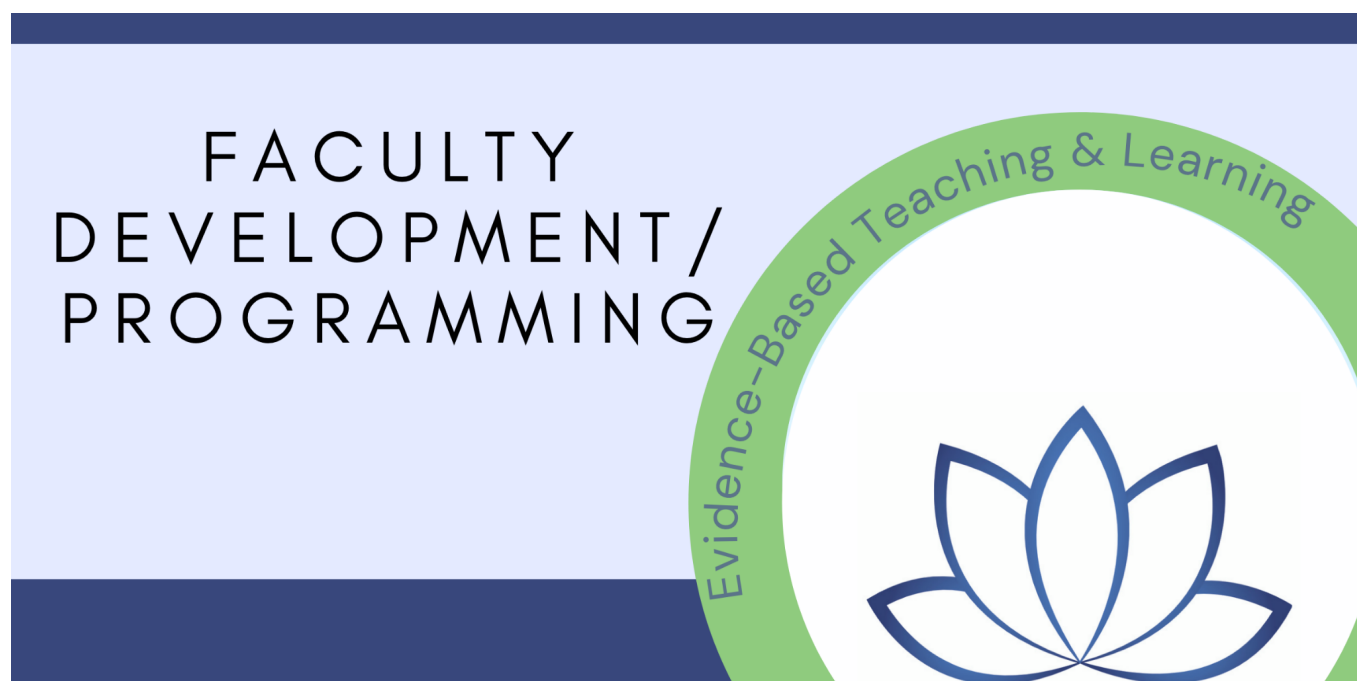 FACULTY
DEVELOPMENT/
PROGRAMMING
Evidence-Based Teaching & Learning